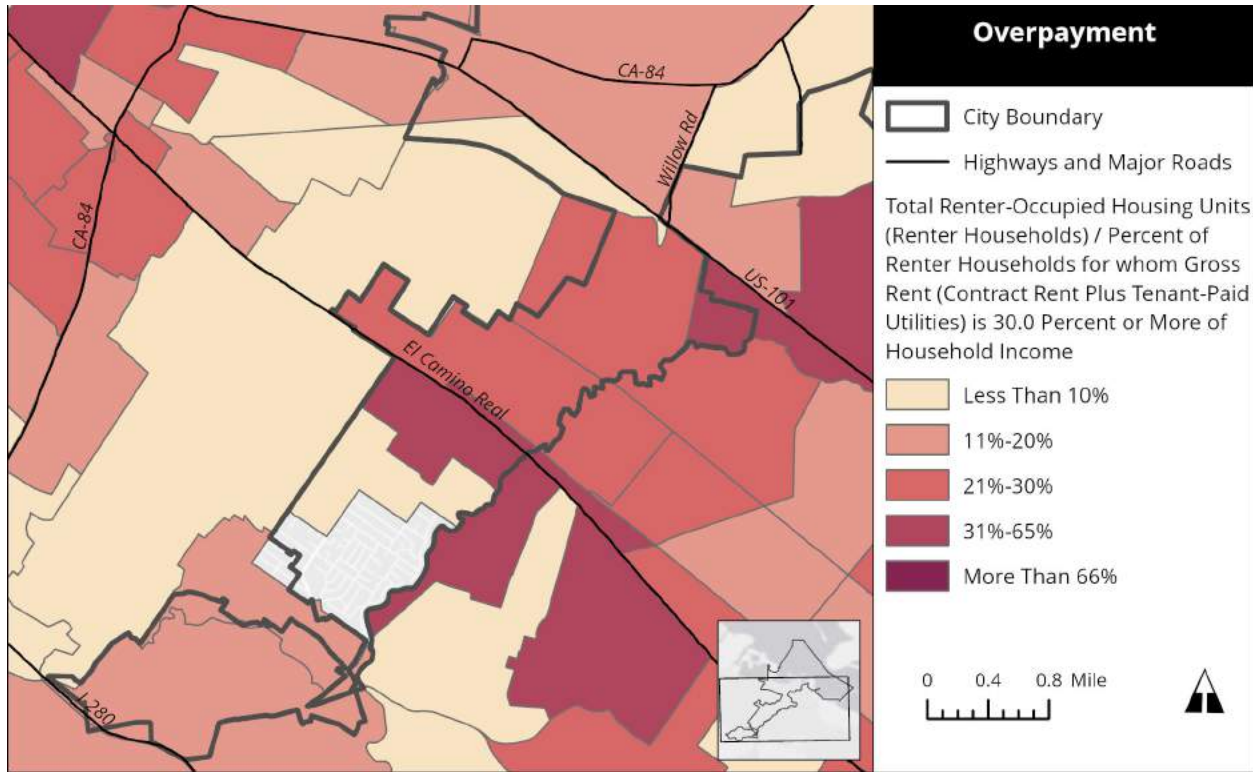 Overpayment
City Boundary
Highways and Major Roads
Total Renter-Occupied Housing Units
(Renter Households) / Percent of
Renter Households for whom Gross
Rent (Contract Rent Plus Tenant-Paid
Utilities) is 30.0 Percent or More of
Household Income
Less Than 10%
11%-20%
21%-30%
31%-65%
More Than 66%
0 0.4 0.8 Mile
CA-84
Willow Rd
CA-84
US-101
El Camino Real
I-280